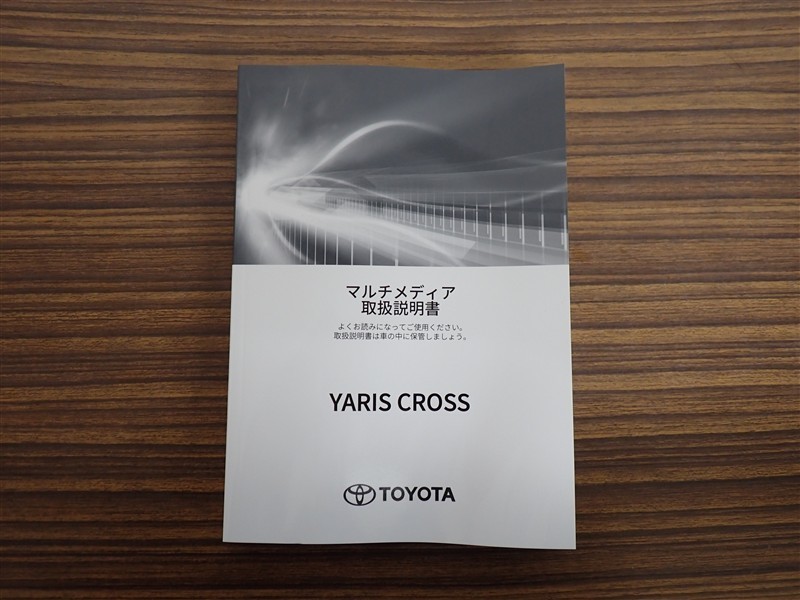 マルチメディア
取扱説明書
よくお読みになってご使用ください。
取扱説明書は車の中に保管しましょう。
YARIS CROSS
TOYOTA